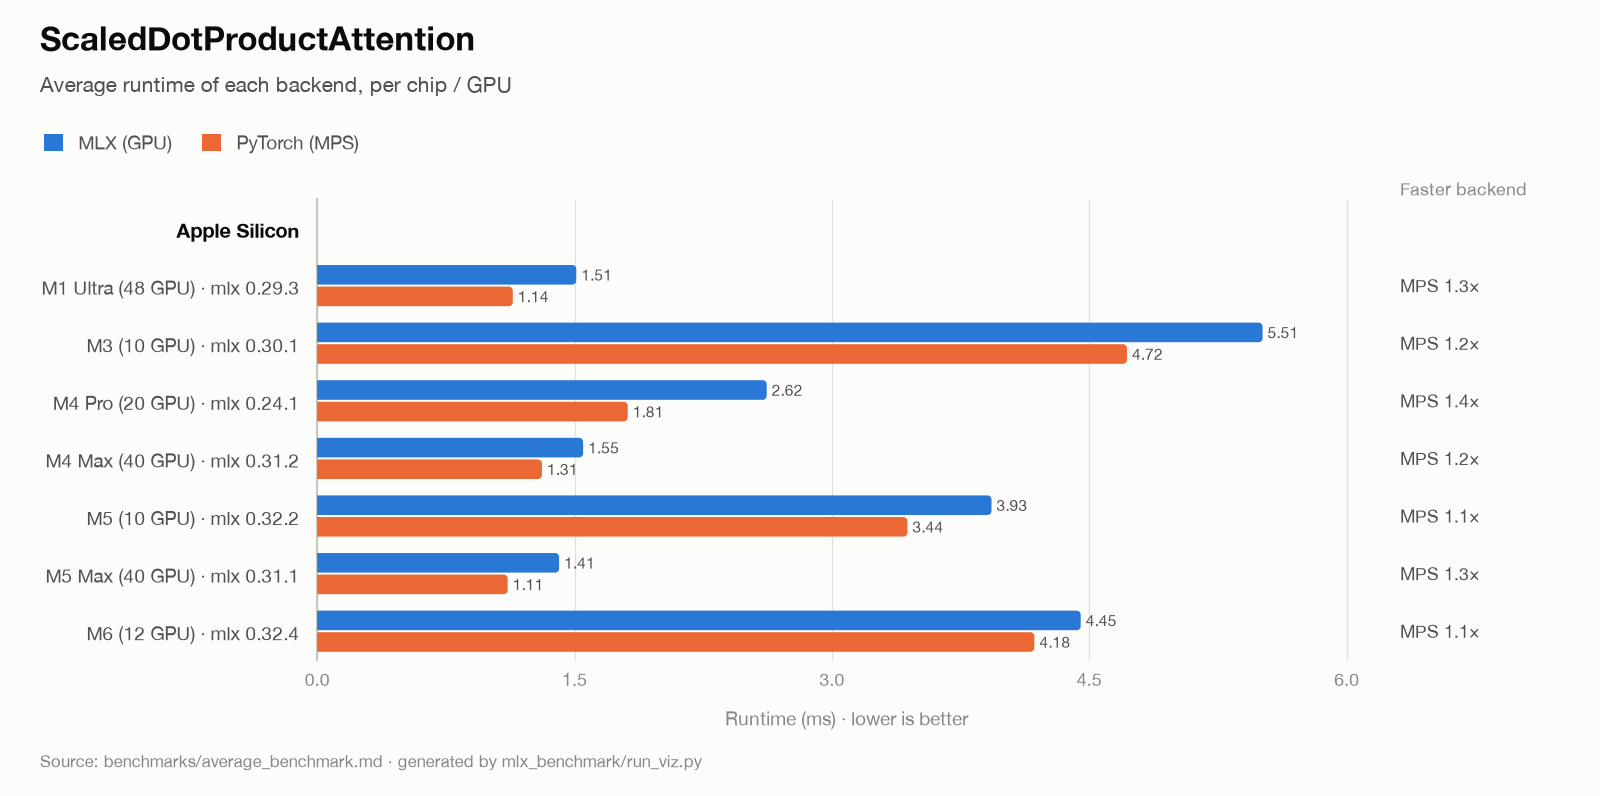 ScaledDotProductAttention
Average runtime of each backend, per chip / GPU
MLX (GPU) PyTorch (MPS)
Faster backend
Apple Silicon
M1 Ultra (48 GPU) · mlx 0.29.3 1.51 1.14 MPS 1.3×
M3 (10 GPU) · mlx 0.30.1 5.51 4.72 MPS 1.2×
M4 Pro (20 GPU) · mlx 0.24.1 2.62 1.81 MPS 1.4×
M4 Max (40 GPU) · mlx 0.31.2 1.55 1.31 MPS 1.2×
M5 (10 GPU) · mlx 0.32.2 3.93 3.44 MPS 1.1×
M5 Max (40 GPU) · mlx 0.31.1 1.41 1.11 MPS 1.3×
M6 (12 GPU) · mlx 0.32.4 4.45 4.18 MPS 1.1×
0.0 1.5 3.0 4.5 6.0
Runtime (ms) · lower is better
Source: benchmarks/average_benchmark.md · generated by mlx_benchmark/run_viz.py